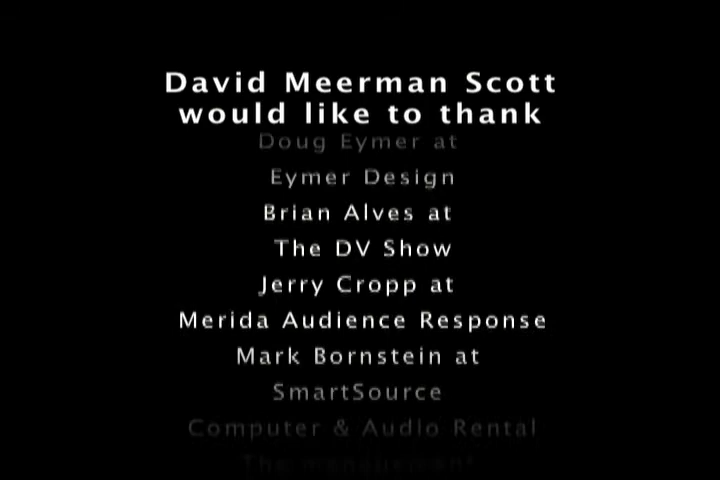 David Meerman Scott
would like to thank
Doug Eymer at
Eymer Design
Brian Alves at
The DV Show
Jerry Cropp at
Merida Audience Response
Mark Bornstein at
SmartSource
Computer & Audio Rental
The